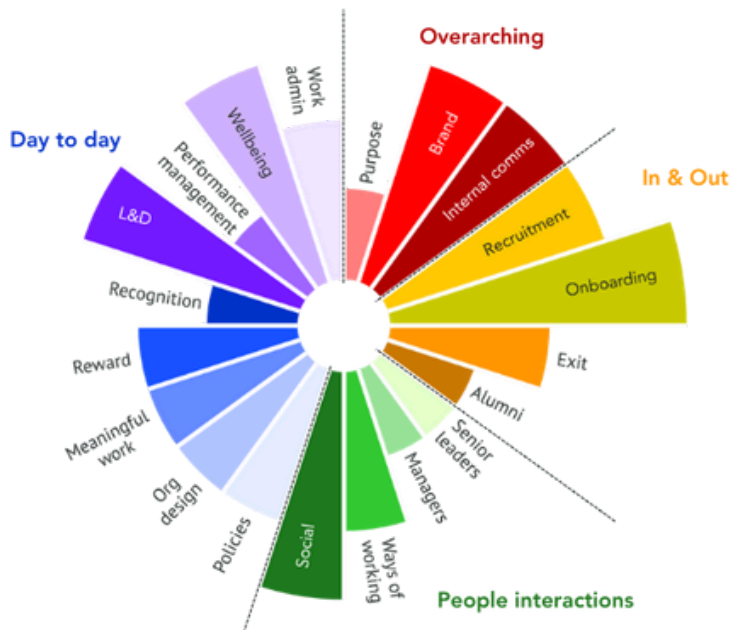 Overarching
Work
admin
Purpose
Brand
Internal comms
In & Out
Recruitment
Onboarding
Exit
Alumni
Senior
leaders
Managers
Ways of
working
People interactions
Social
Policies
Org
design
Meaningful
work
Reward
Recognition
L&D
Performance
management
Wellbeing
Day to day